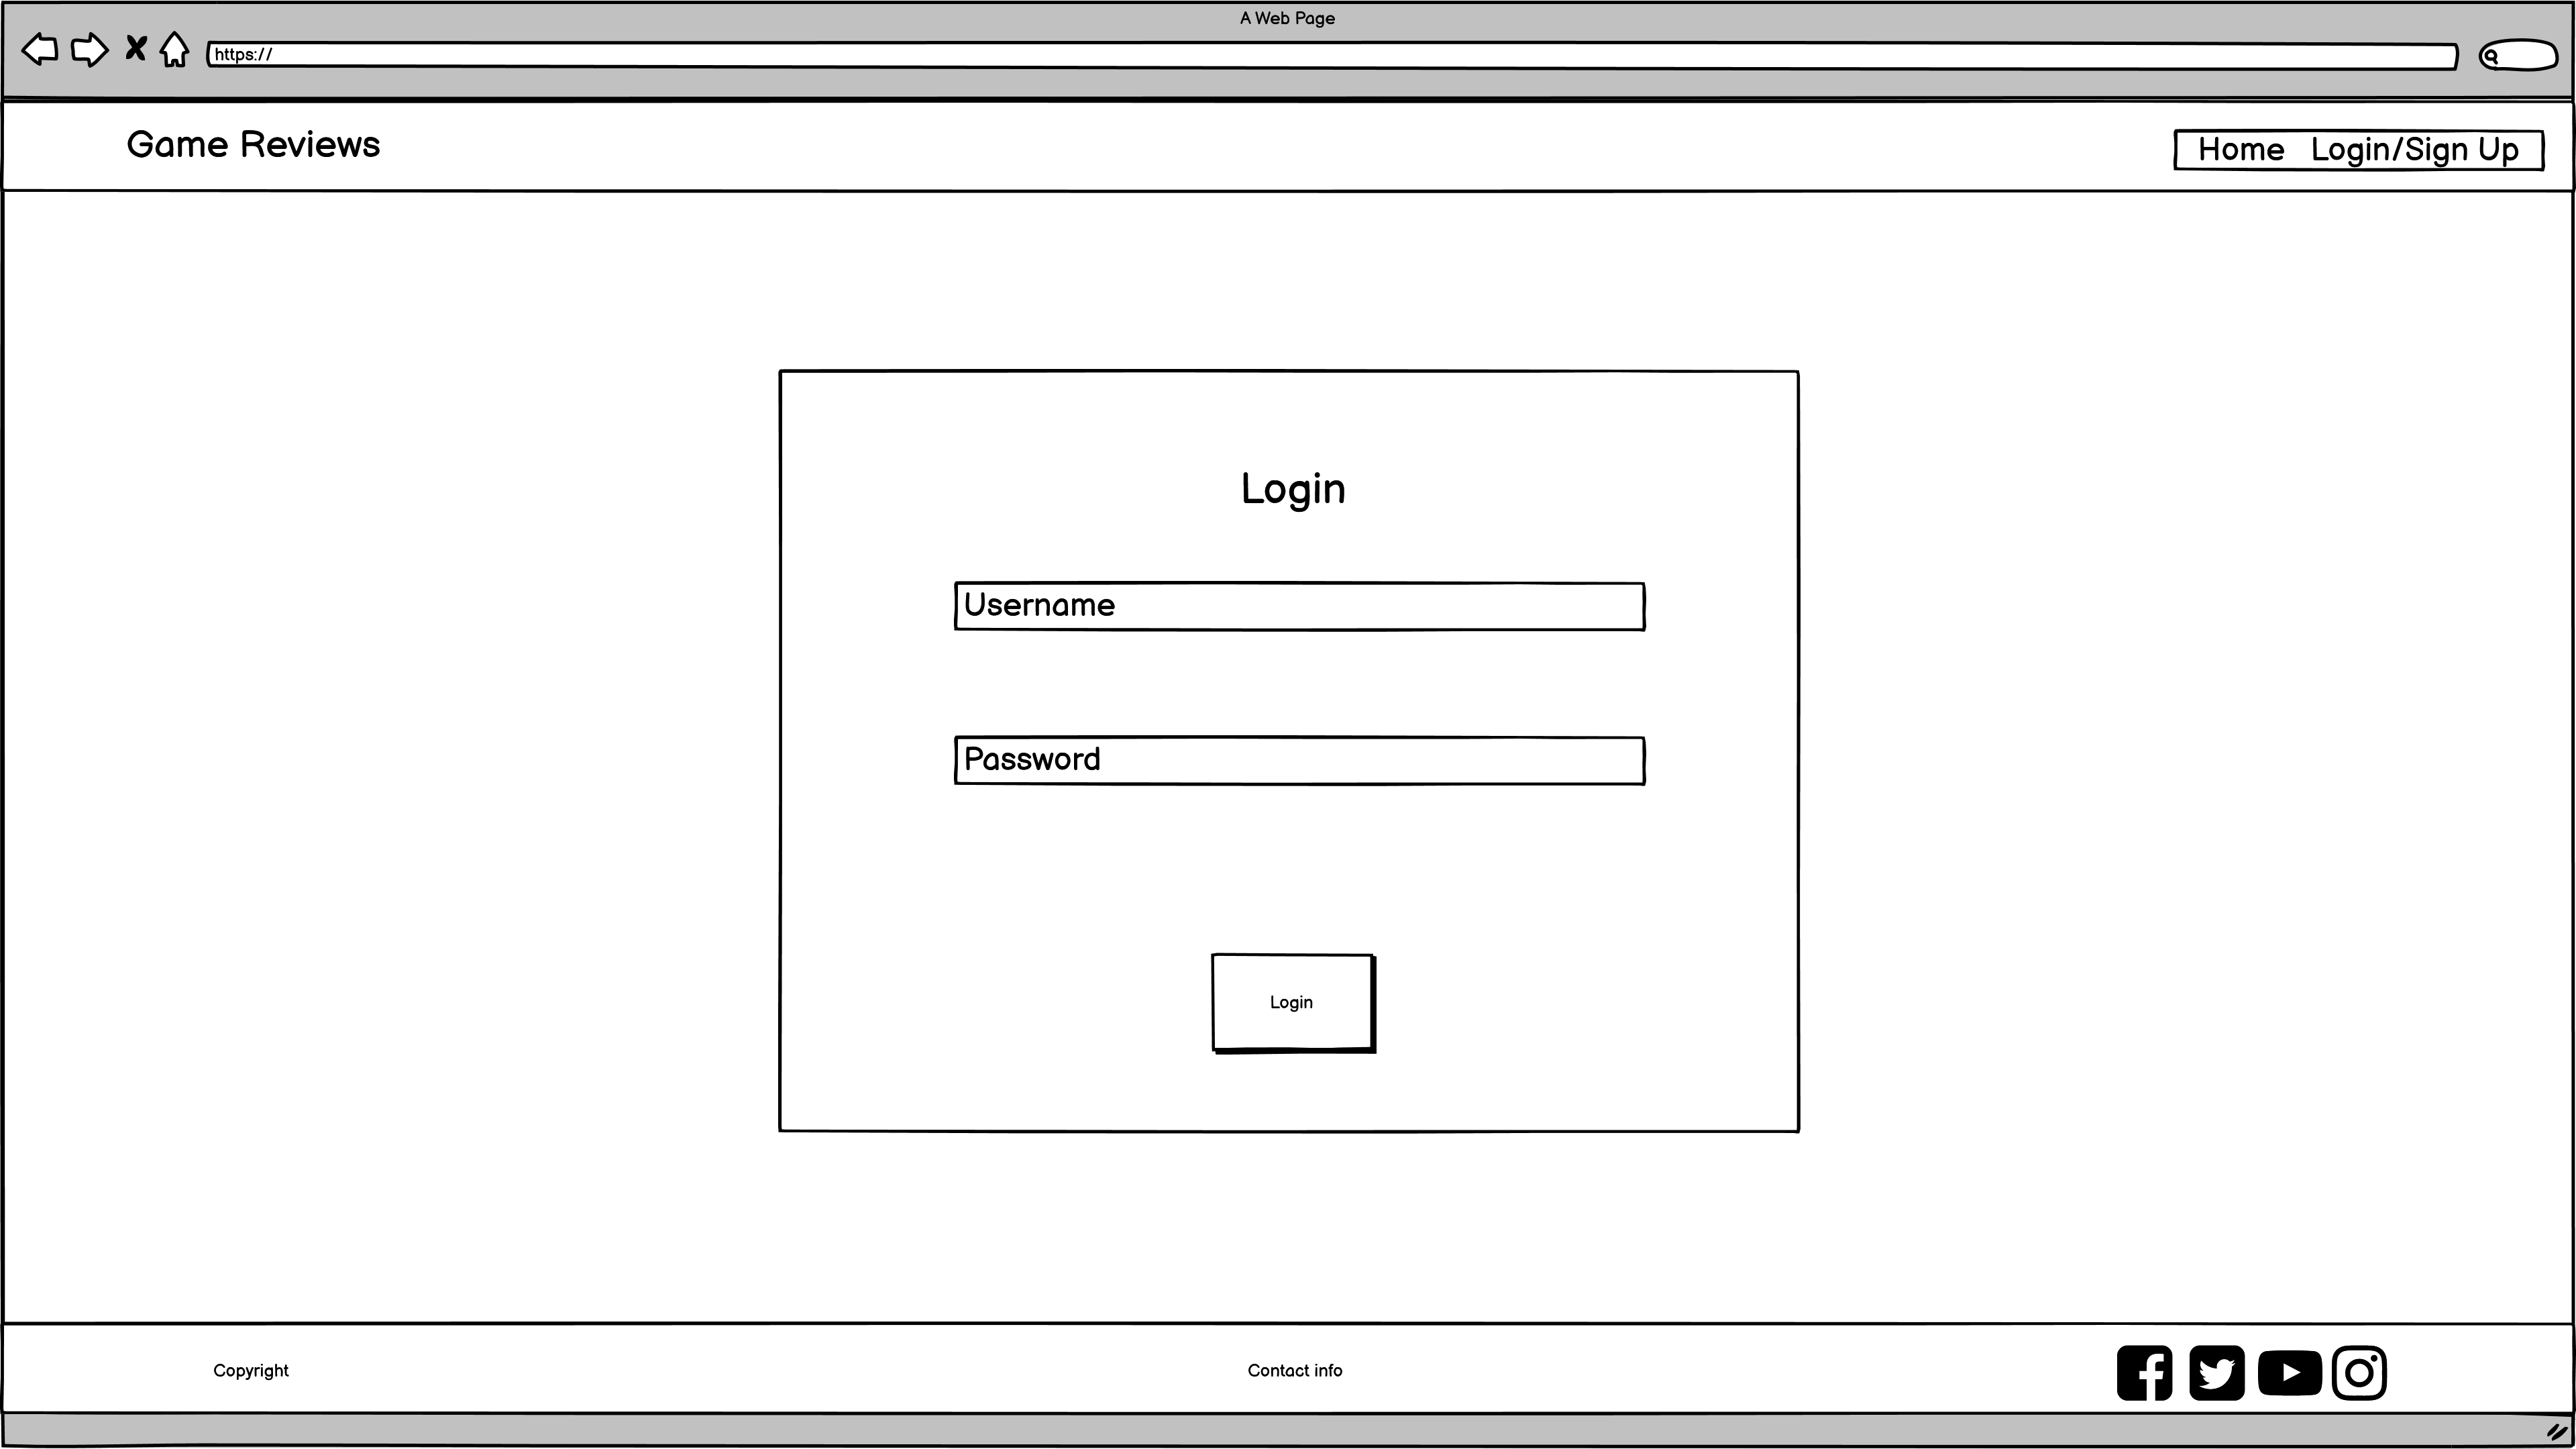 A Web Page
https://
Game Reviews
Home Login/Sign Up
Login
Username
Password
Login
Copyright
Contact info